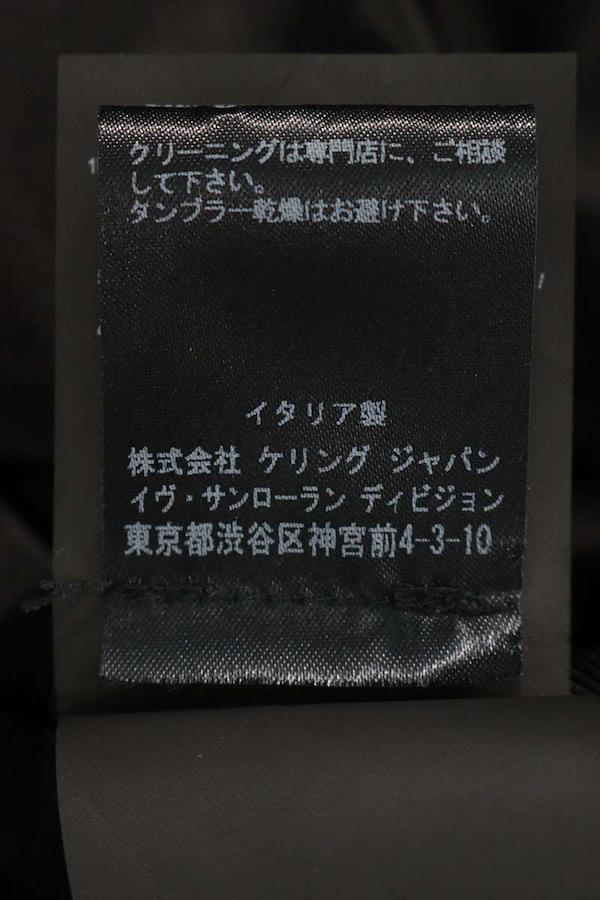 クリーニングは専門店に、ご相談
して下さい。
タンブラー乾燥はお避け下さい。
イタリア製
株式会社 ケリング ジャパン
イヴ・サンローラン ディビジョン
東京都渋谷区神宮前4-3-10